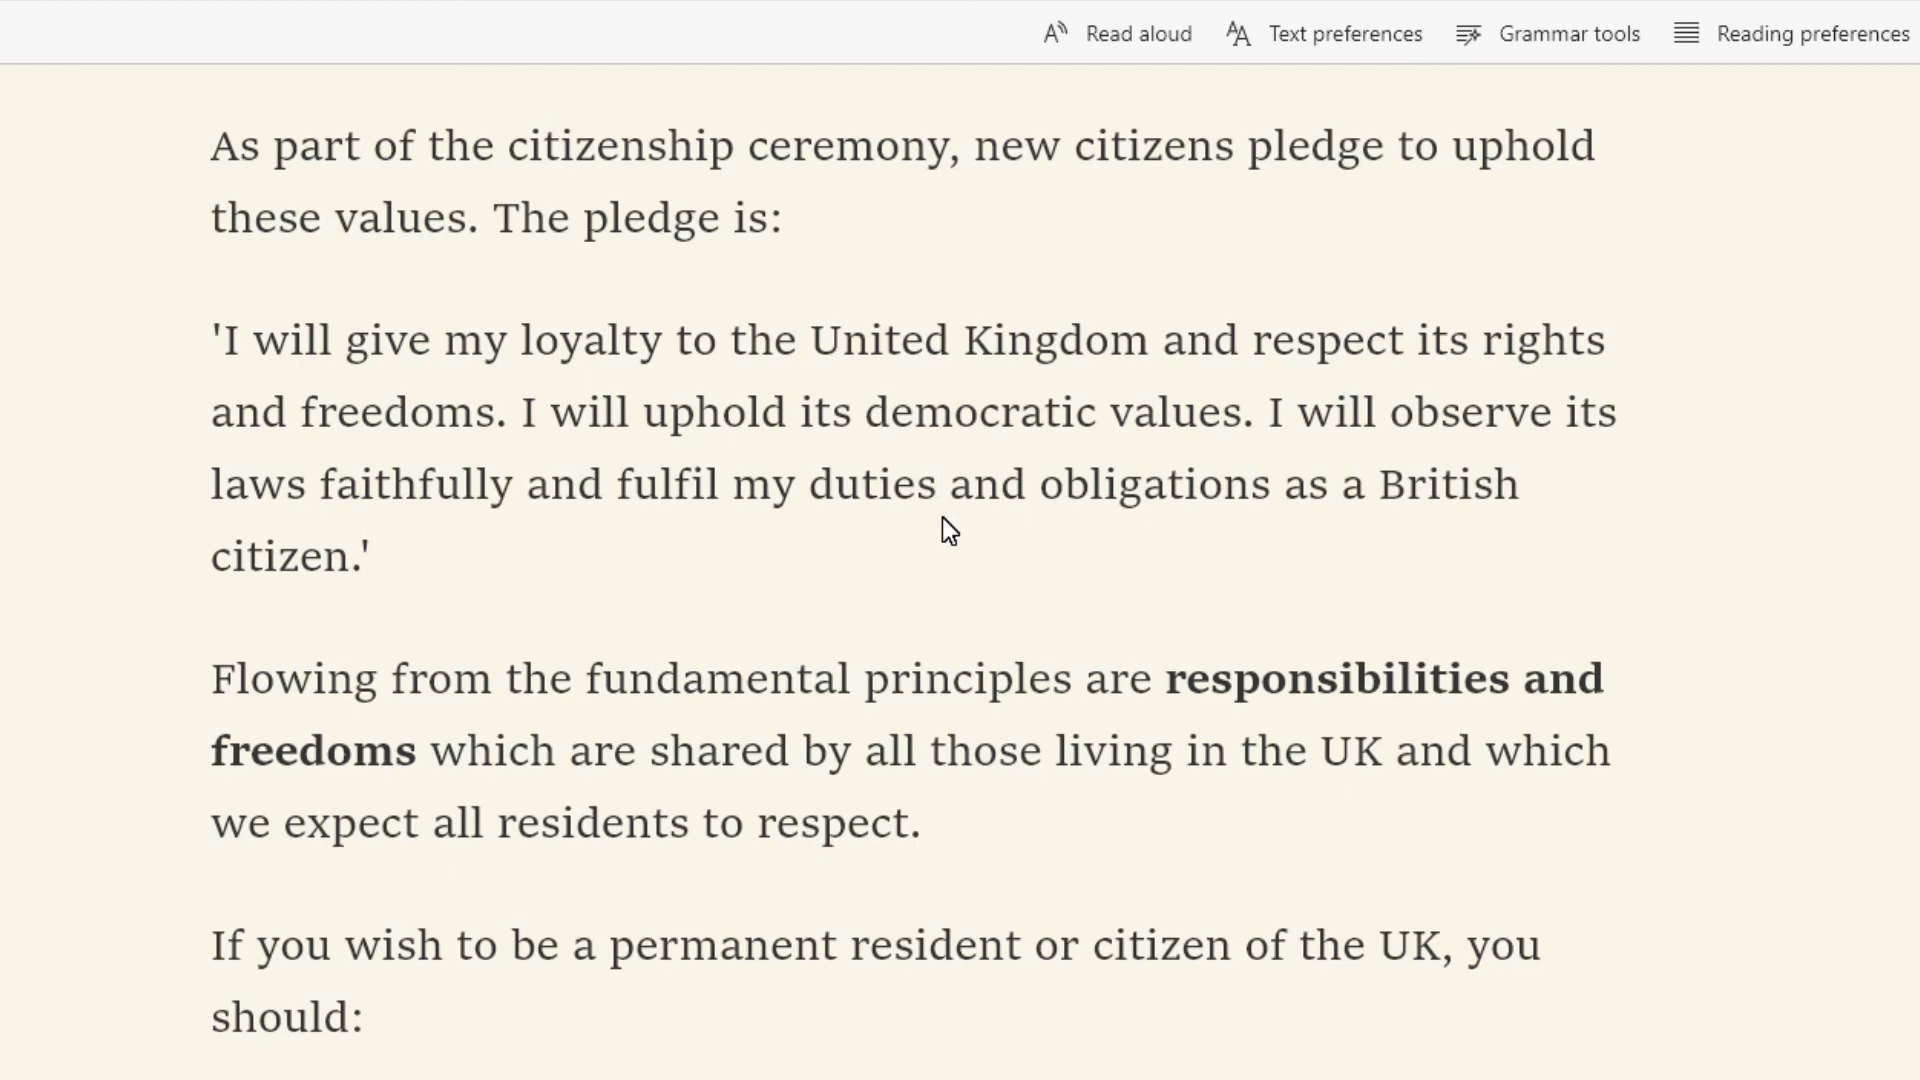 Read aloud Text preferences Grammar tools Reading preferences
As part of the citizenship ceremony, new citizens pledge to uphold
these values. The pledge is:
'I will give my loyalty to the United Kingdom and respect its rights
and freedoms. I will uphold its democratic values. I will observe its
laws faithfully and fulfil my duties and obligations as a British
citizen.'
Flowing from the fundamental principles are responsibilities and
freedoms which are shared by all those living in the UK and which
we expect all residents to respect.
If you wish to be a permanent resident or citizen of the UK, you
should: